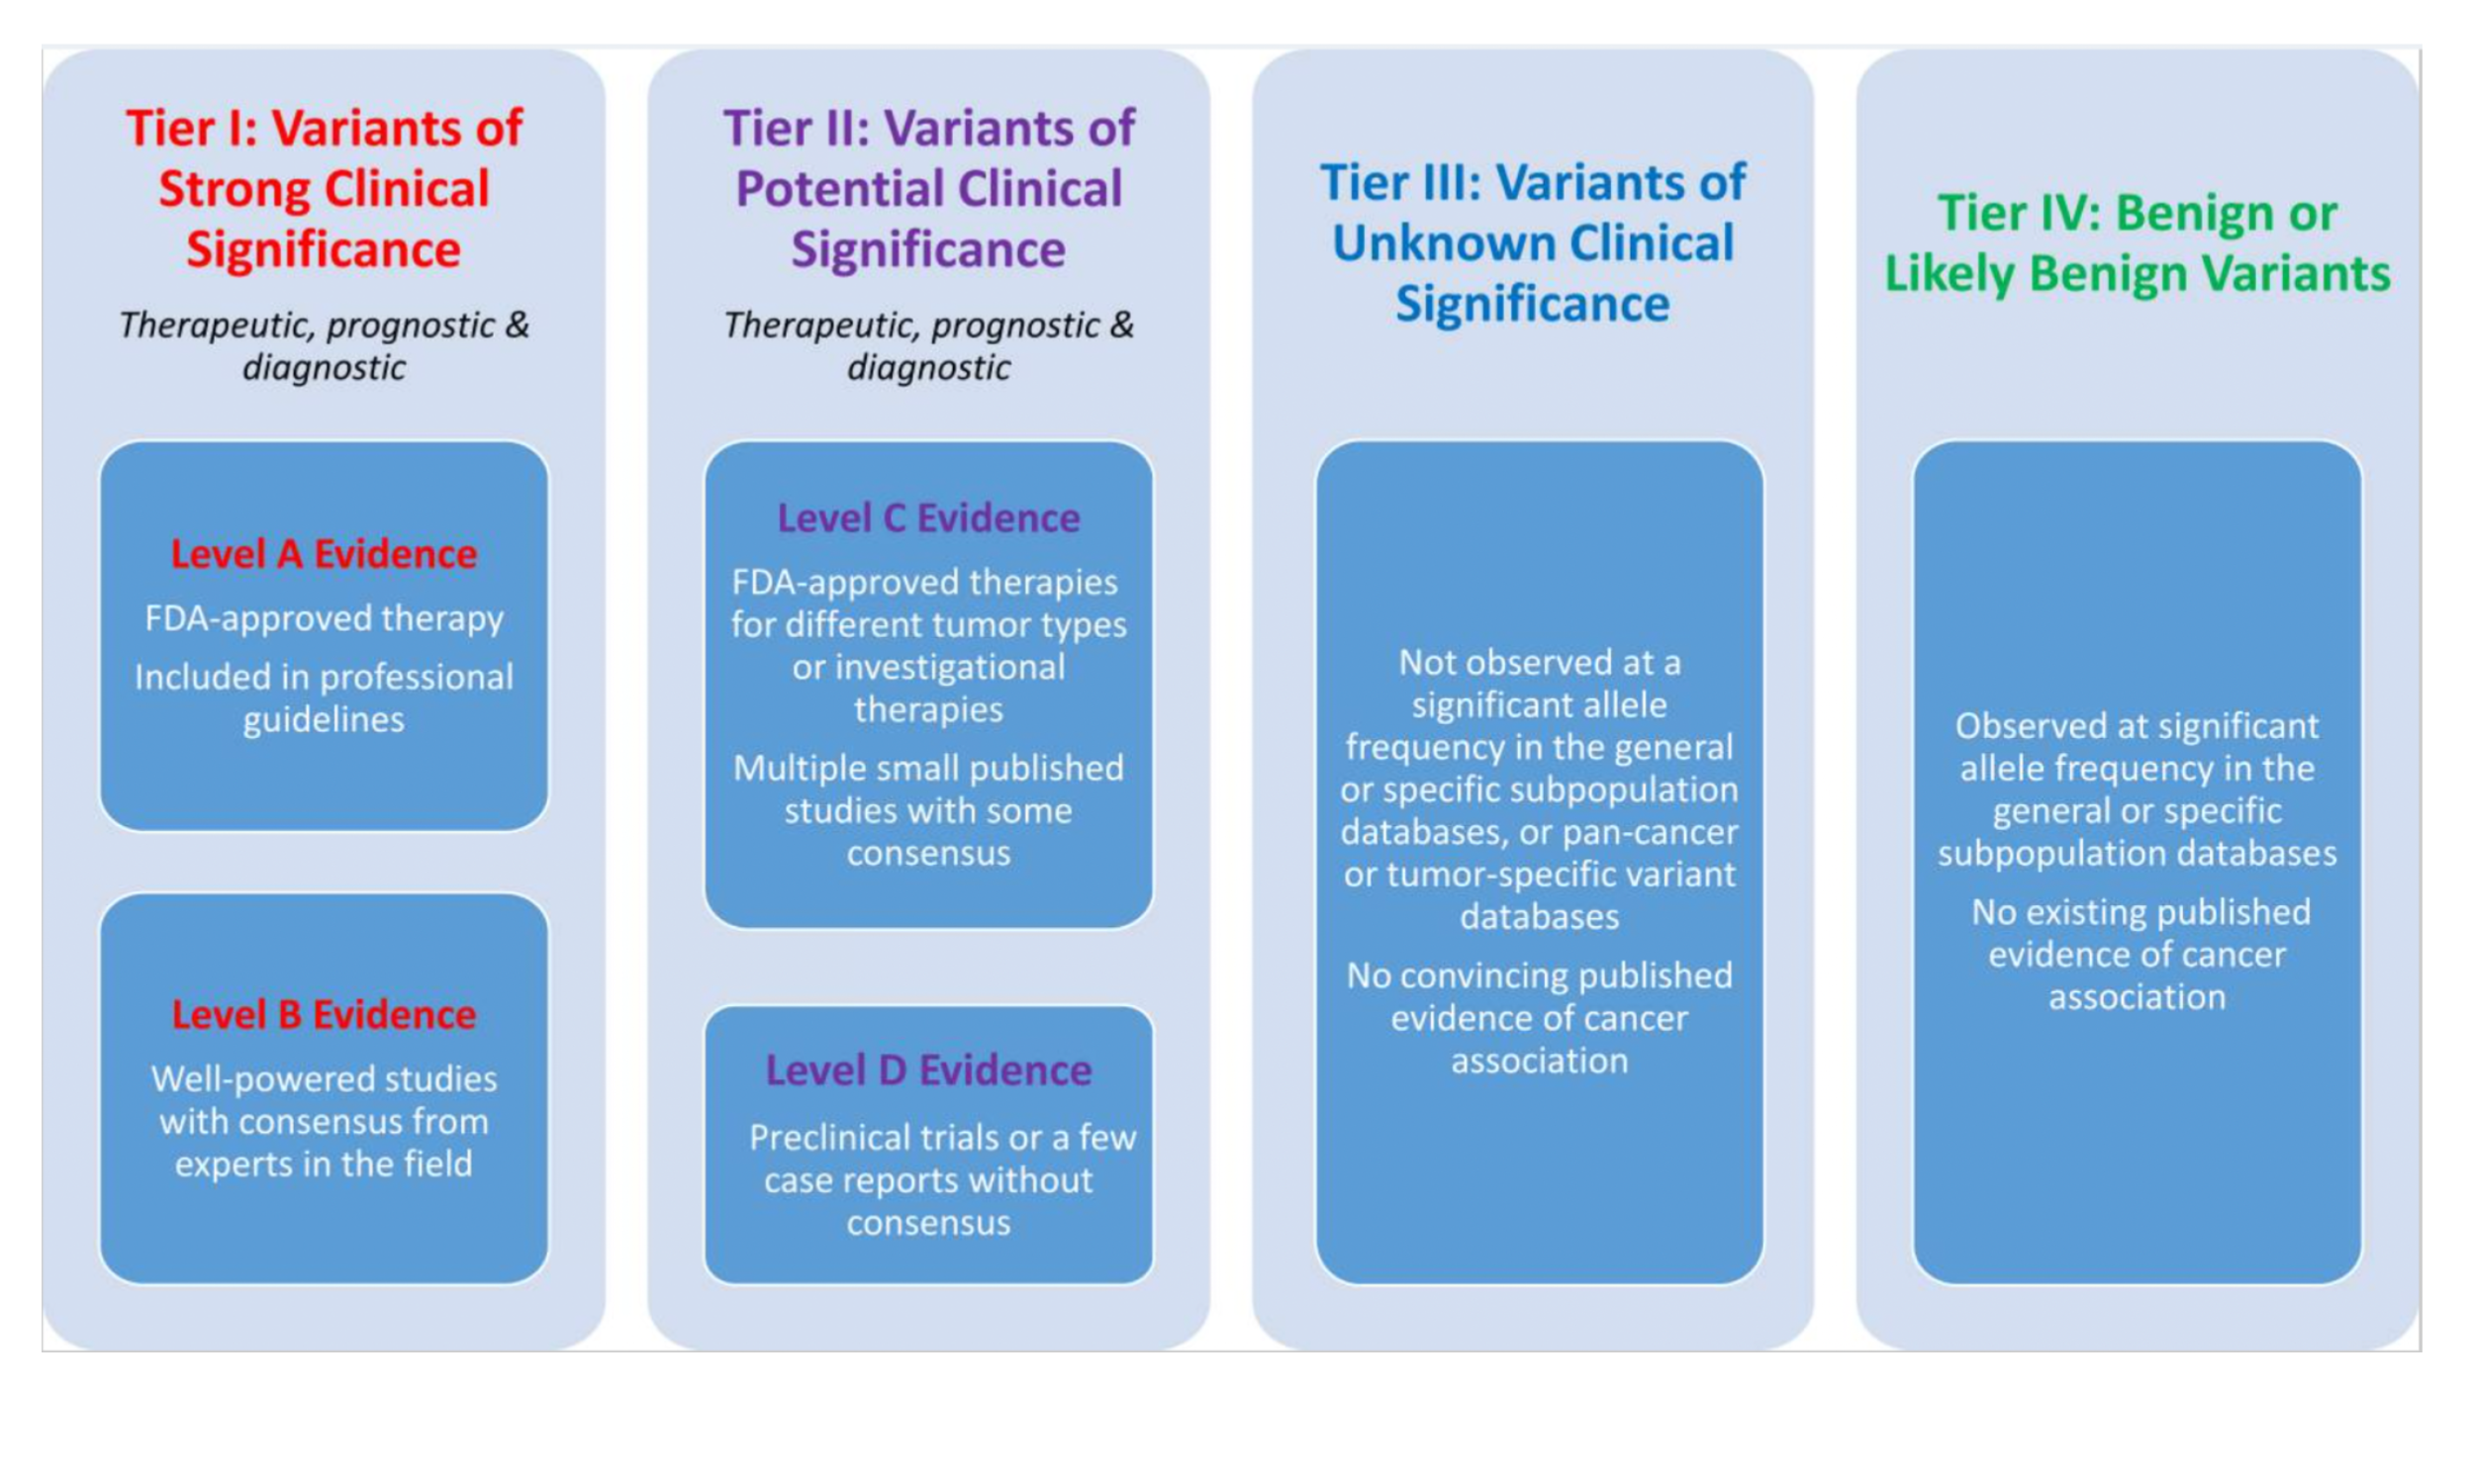 Tier I: Variants of
Strong Clinical
Significance
Therapeutic, prognostic &
diagnostic
Level A Evidence
FDA-approved therapy
Included in professional
guidelines
Level B Evidence
Well-powered studies
with consensus from
experts in the field
Tier II: Variants of
Potential Clinical
Significance
Therapeutic, prognostic &
diagnostic
Level C Evidence
FDA-approved therapies
for different tumor types
or investigational
therapies
Multiple small published
studies with some
consensus
Level D Evidence
Preclinical trials or a few
case reports without
consensus
Tier III: Variants of
Unknown Clinical
Significance
Not observed at a
significant allele
frequency in the general
or specific subpopulation
databases, or pan-cancer
or tumor-specific variant
databases
No convincing published
evidence of cancer
association
Tier IV: Benign or
Likely Benign Variants
Observed at significant
allele frequency in the
general or specific
subpopulation databases
No existing published
evidence of cancer
association